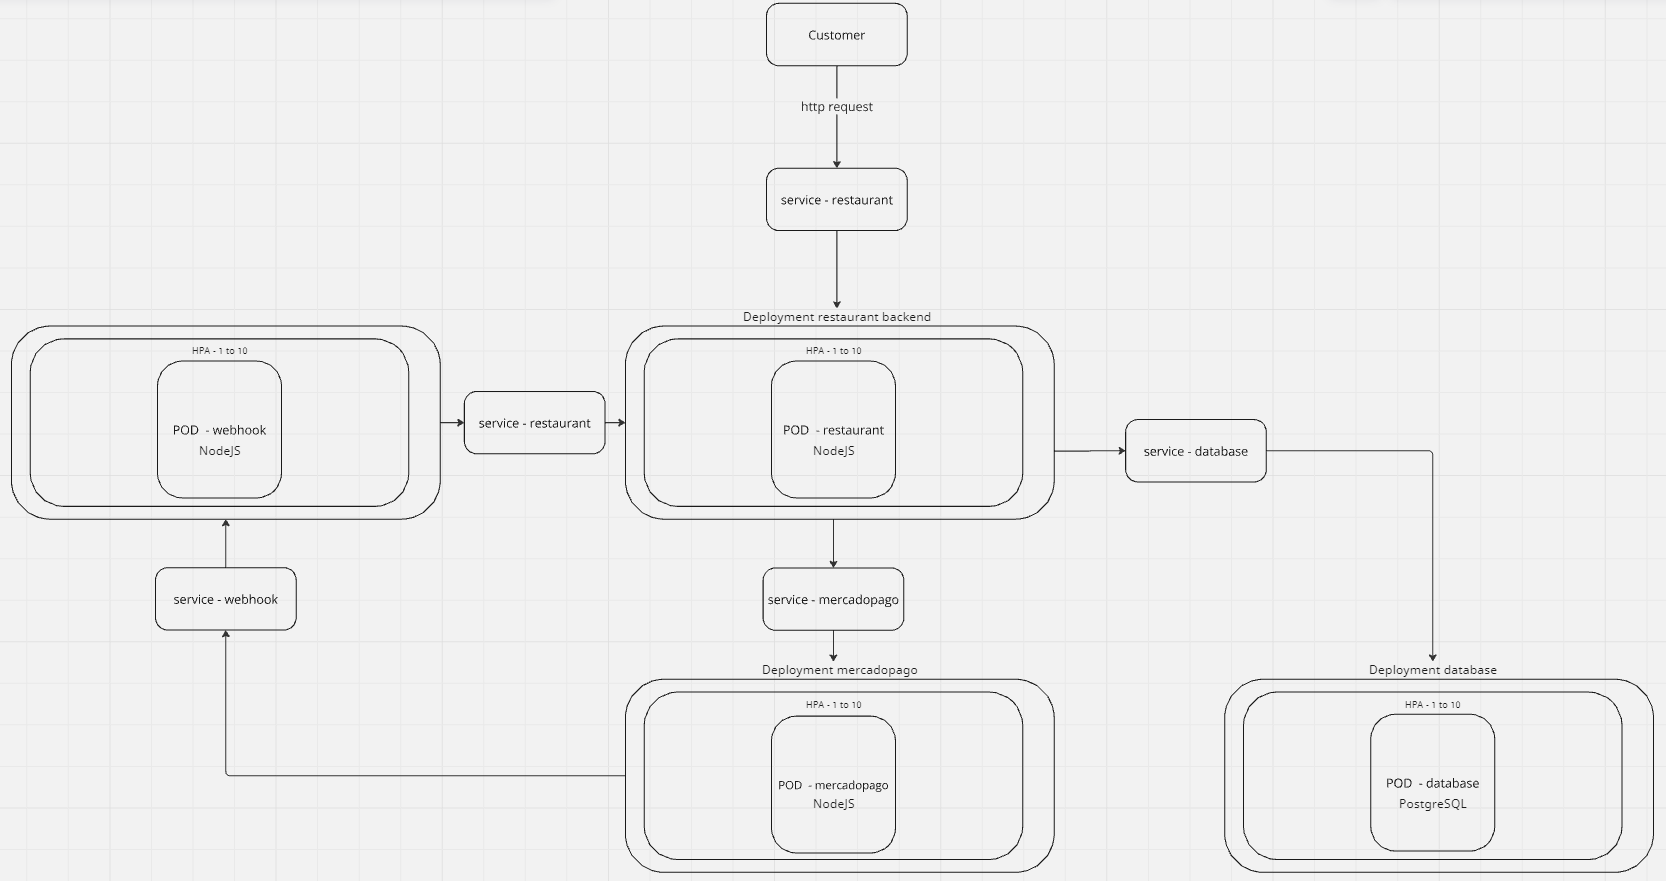 Customer
http request
service - restaurant
Deployment restaurant backend
HPA - 1 to 10
POD - webhook
NodeJS
service - restaurant
HPA - 1 to 10
POD - restaurant
NodeJS
service - database
service - webhook
service - mercadopago
Deployment mercadopago
HPA - 1 to 10
POD - mercadopago
NodeJS
Deployment database
HPA - 1 to 10
POD - database
PostgreSQL